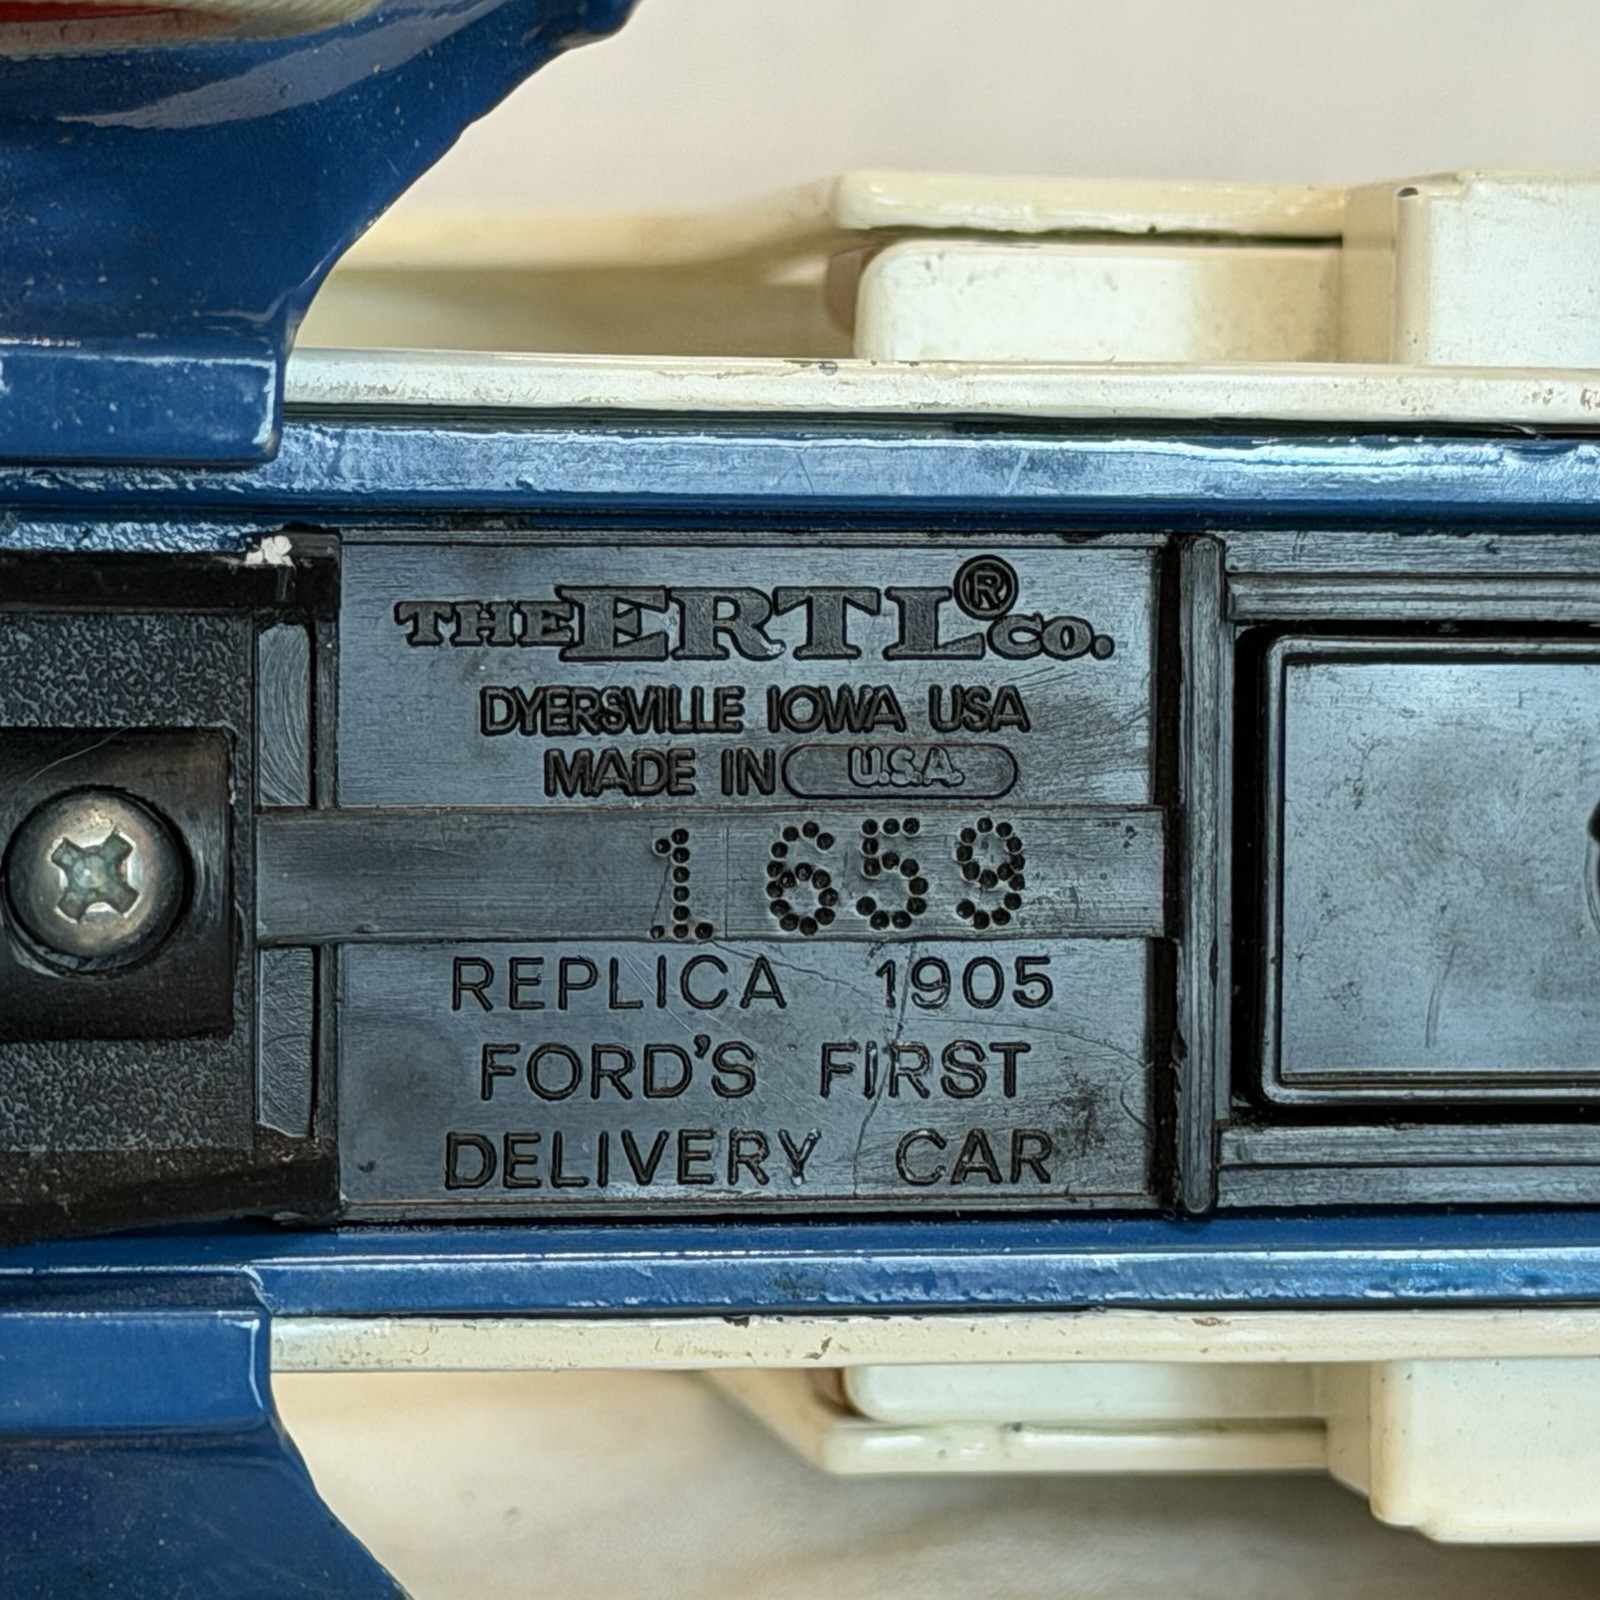 THE ERTL® CO.
DYERSVILLE IOWA USA
MADE IN U.S.A.
1 659
REPLICA 1905
FORD'S FIRST
DELIVERY CAR